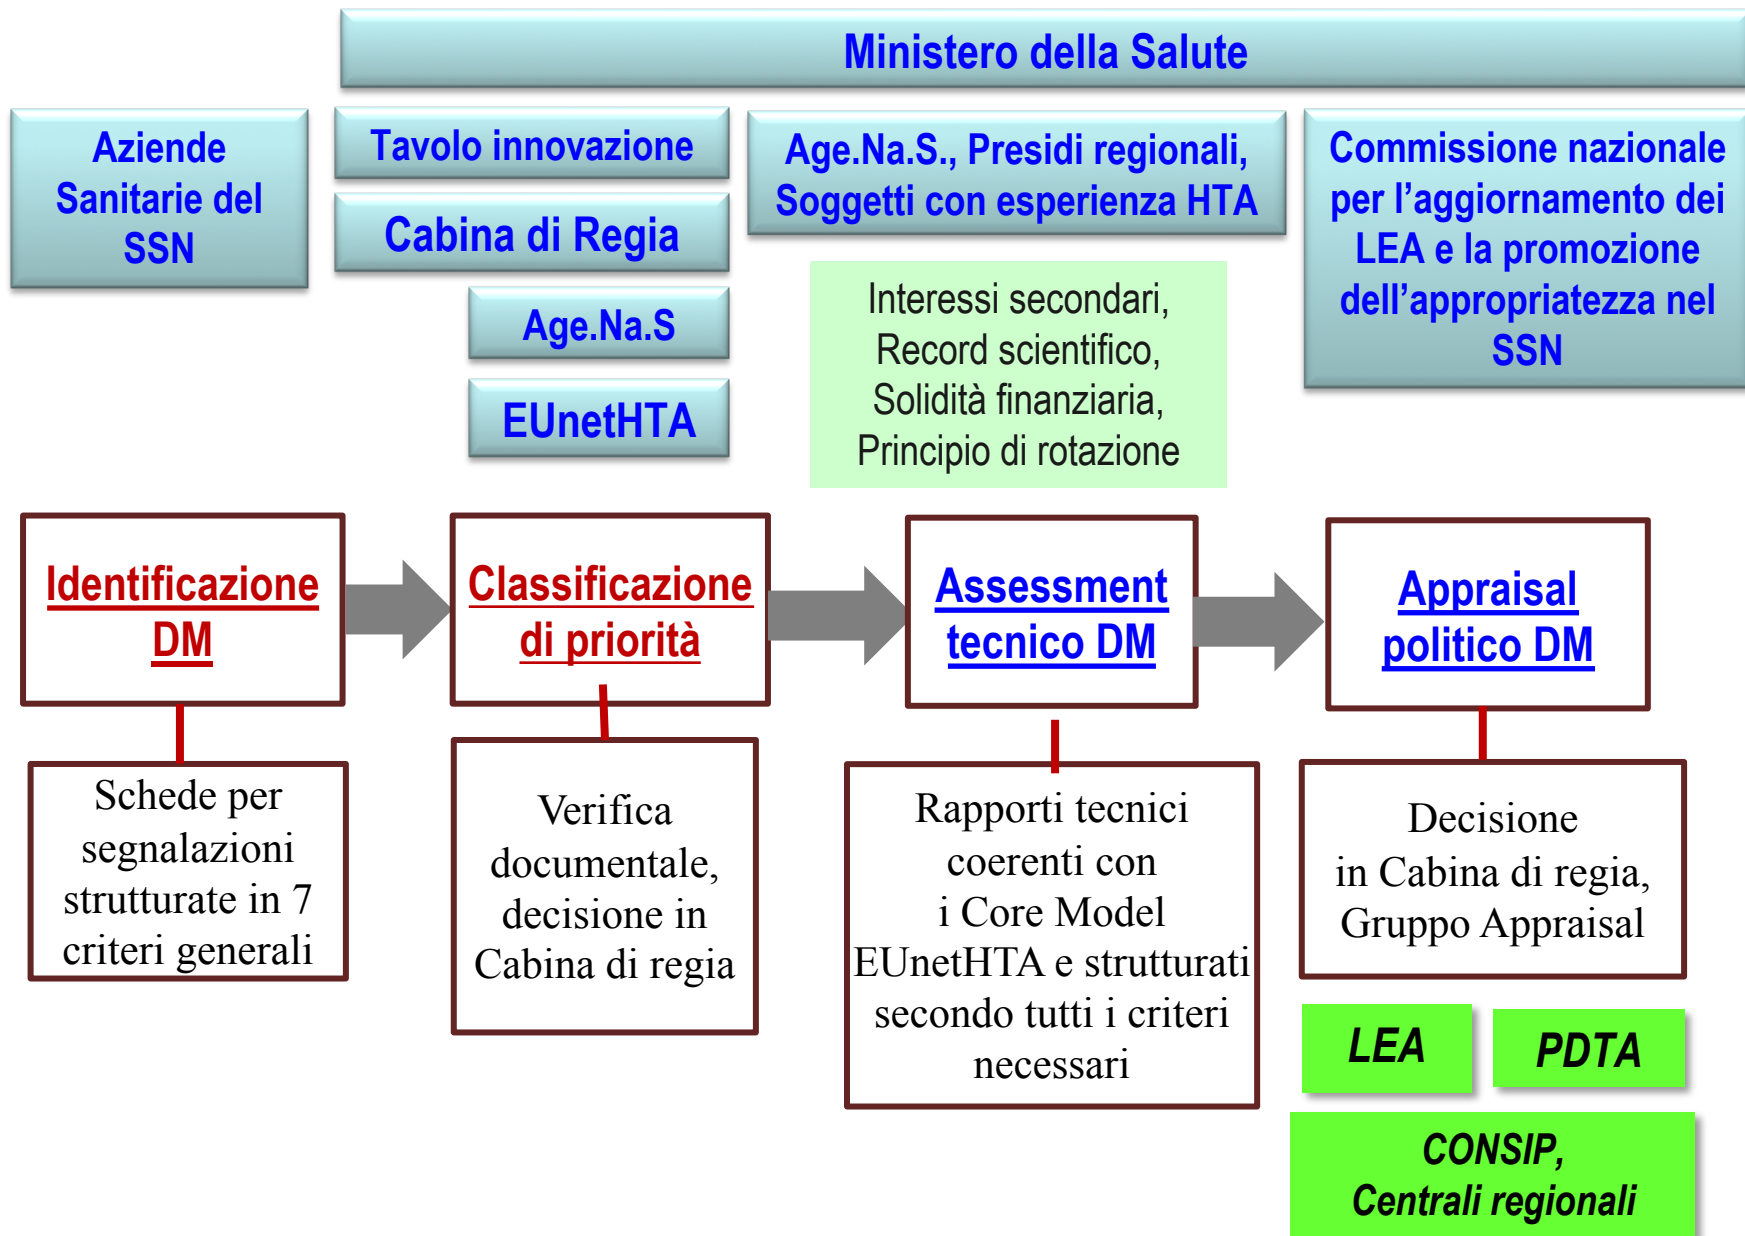 Ministero della Salute
Aziende
Sanitarie del
SSN
Tavolo innovazione
Cabina di Regia
Age.Na.S
EUnetHTA
Age.Na.S., Presidi regionali,
Soggetti con esperienza HTA
Interessi secondari,
Record scientifico,
Solidità finanziaria,
Principio di rotazione
Commissione nazionale
per l’aggiornamento dei
LEA e la promozione
dell’appropriatezza nel
SSN
Identificazione
DM
Classificazione
di priorità
Assessment
tecnico DM
Appraisal
politico DM
Schede per
segnalazioni
strutturate in 7
criteri generali
Verifica
documentale,
decisione in
Cabina di regia
Rapporti tecnici
coerenti con
i Core Model
EUnetHTA e strutturati
secondo tutti i criteri
necessari
Decisione
in Cabina di regia,
Gruppo Appraisal
LEA
PDTA
CONSIP,
Centrali regionali